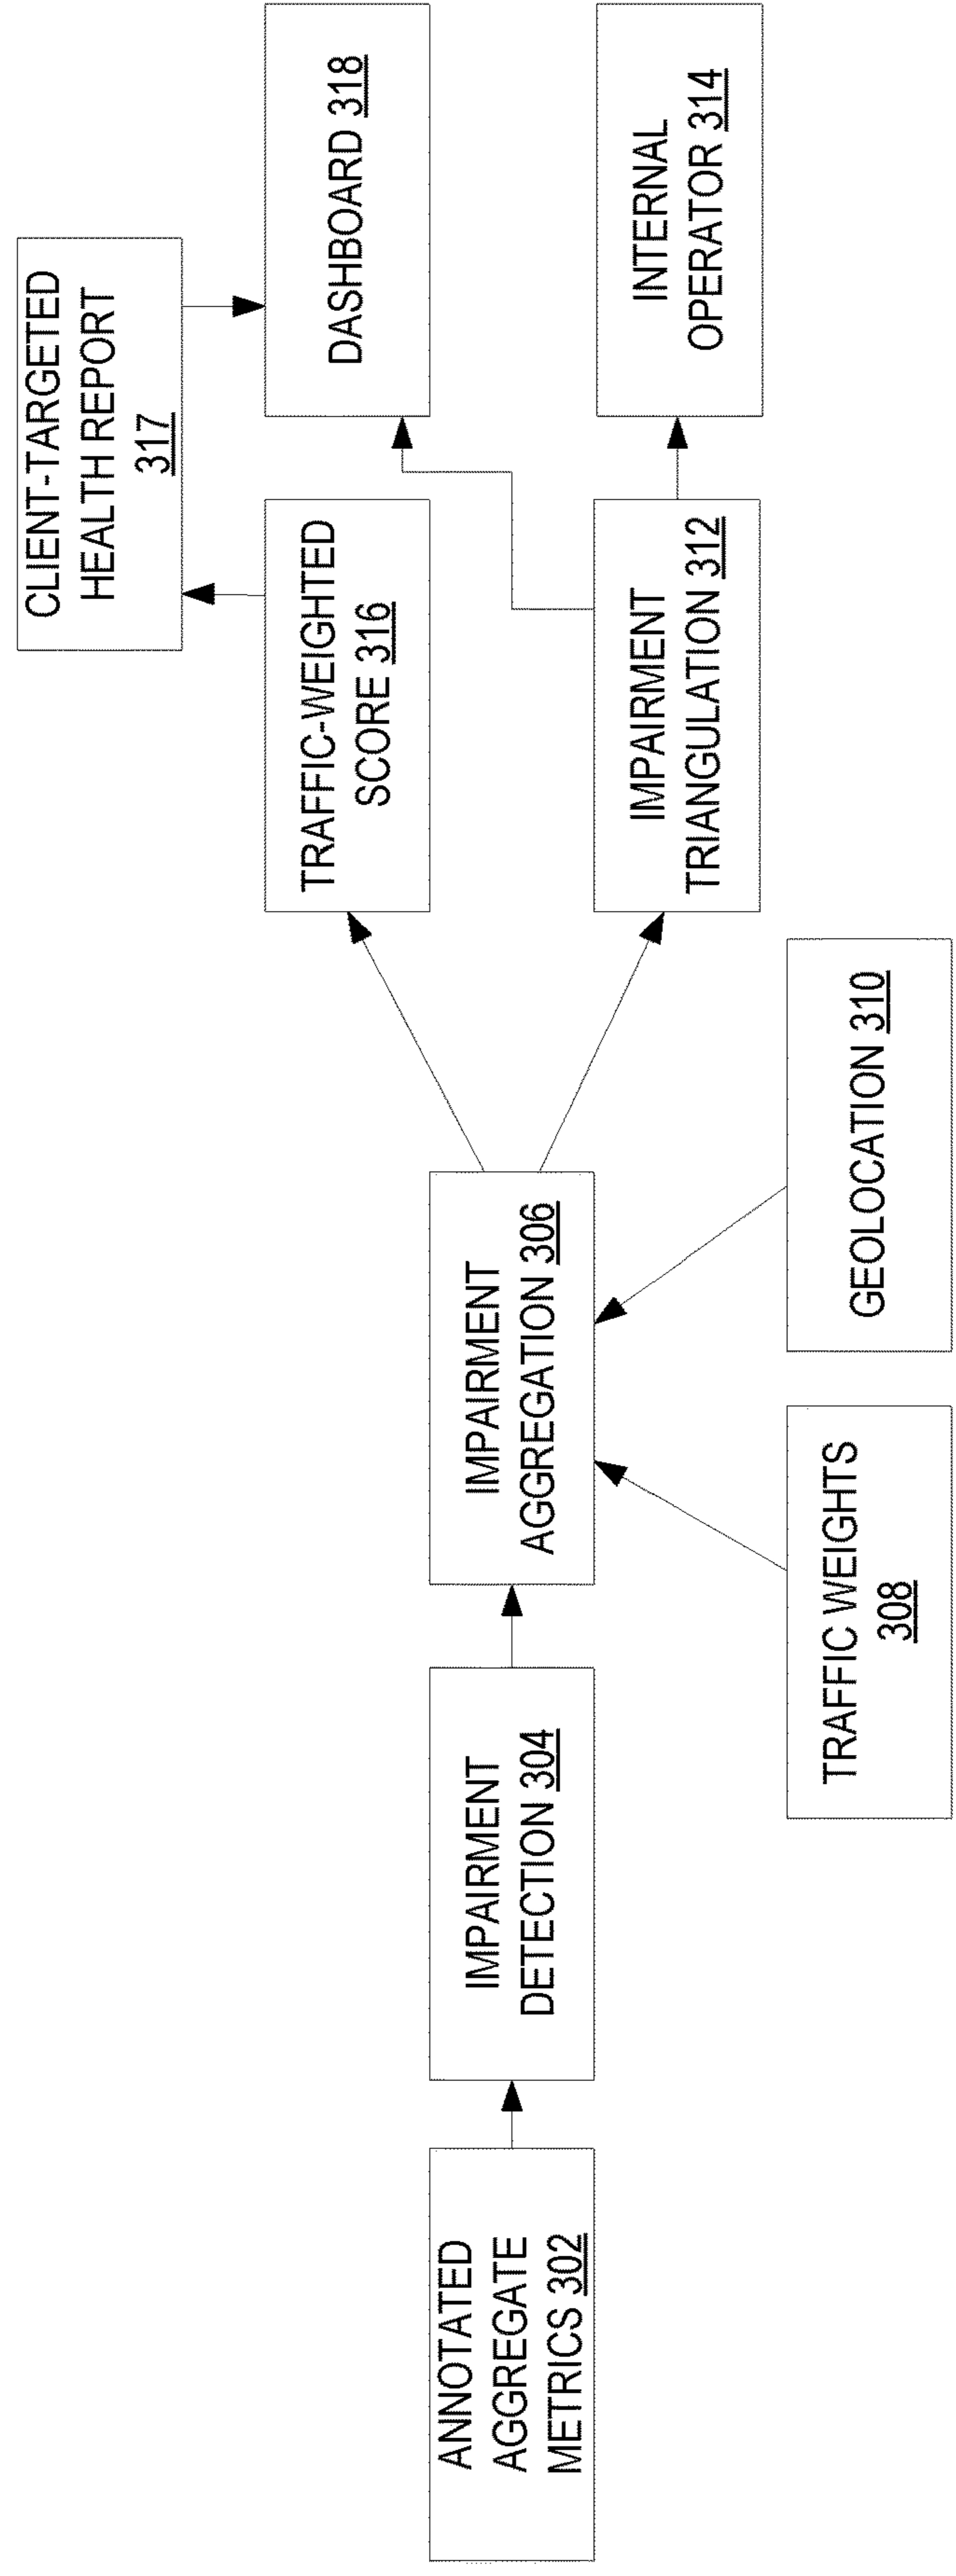 ANNOTATED
AGGREGATE
METRICS 302
IMPAIRMENT
DETECTION 304
IMPAIRMENT
AGGREGATION 306
TRAFFIC WEIGHTS
308
GEOLOCATION 310
TRAFFIC-WEIGHTED
SCORE 316
IMPAIRMENT
TRIANGULATION 312
CLIENT-TARGETED
HEALTH REPORT
317
DASHBOARD 318
INTERNAL
OPERATOR 314